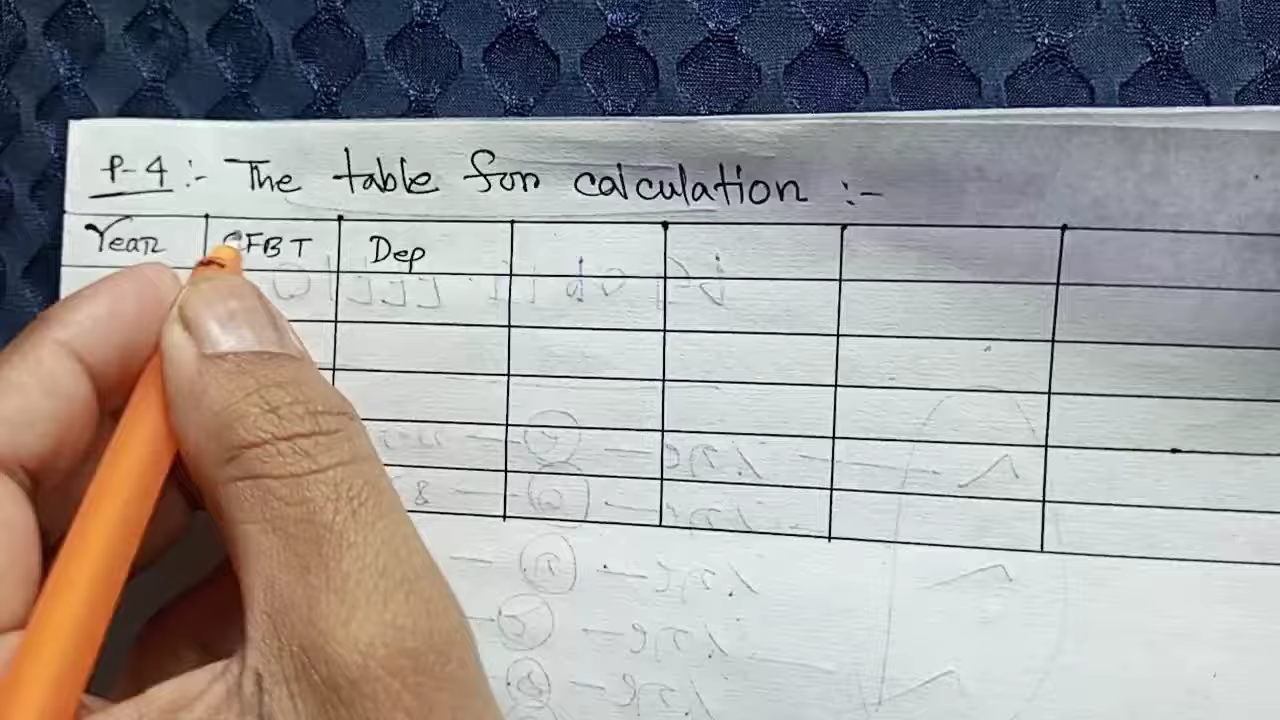 P-4 :- The table for calculation :-
Year CFBT Dep